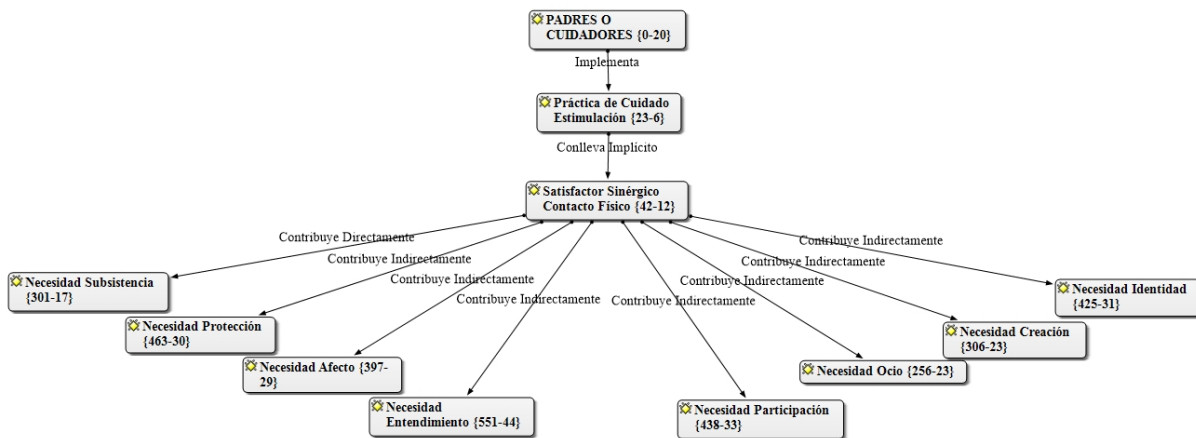 PADRES O
CUIDADORES {0-20}
Implementa
Práctica de Cuidado
Estimulación {23-6}
Conlleva Implícito
Satisfactor Sinérgico
Contacto Físico {42-12}
Contribuye Directamente
Contribuye Indirectamente
Contribuye Indirectamente
Contribuye Indirectamente
Contribuye Indirectamente
Contribuye Indirectamente
Contribuye Indirectamente
Contribuye Indirectamente
Necesidad Subsistencia
{301-17}
Necesidad Protección
{463-30}
Necesidad Afecto {397-
29}
Necesidad
Entendimiento {551-44}
Necesidad Participación
{438-33}
Necesidad Ocio {256-23}
Necesidad Creación
{306-23}
Necesidad Identidad
{425-31}